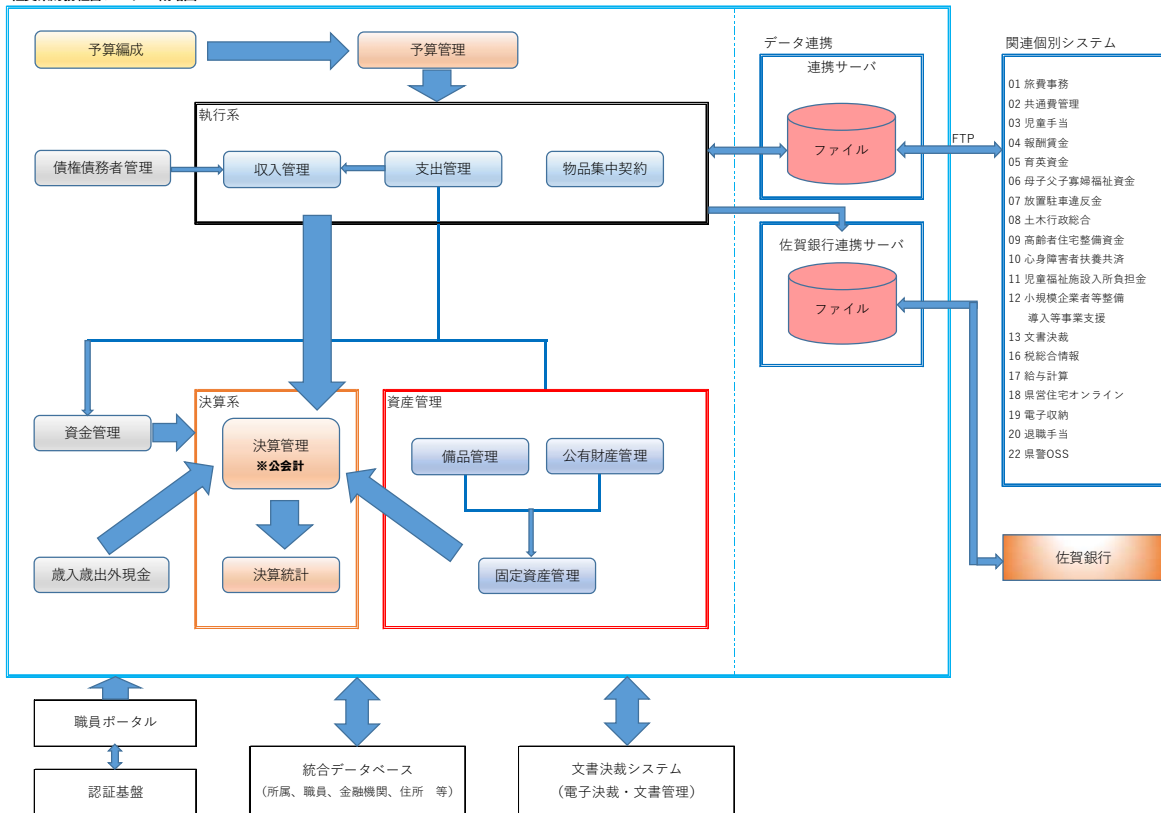 予算編成
予算管理
データ連携
関連個別システム
連携サーバ
執行系
ファイル
FTP
債権債務者管理
収入管理
支出管理
物品集中契約
佐賀銀行連携サーバ
ファイル
01 旅費事務
02 共通費管理
03 児童手当
04 報酬賃金
05 育英資金
06 母子父子寡婦福祉資金
07 放置駐車違反金
08 土木行政総合
09 高齢者住宅整備資金
10 心身障害者扶養共済
11 児童福祉施設入所負担金
12 小規模企業者等整備
導入等事業支援
13 文書決裁
16 税総合情報
17 給与計算
18 県営住宅オンライン
19 電子収納
20 退職手当
22 県警OSS
決算系
資産管理
資金管理
決算管理
※公会計
備品管理
公有財産管理
歳入歳出外現金
決算統計
固定資産管理
佐賀銀行
職員ポータル
認証基盤
統合データベース
（所属、職員、金融機関、住所　等）
文書決裁システム
（電子決裁・文書管理）